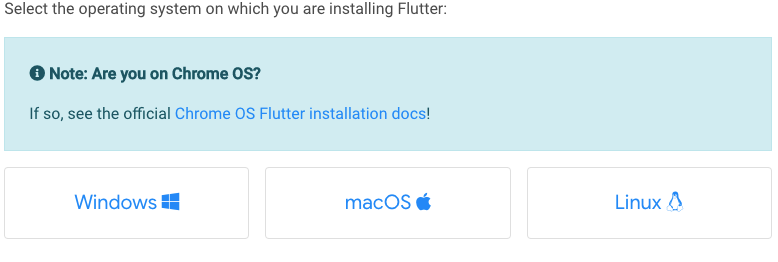 Select the operating system on which you are installing Flutter:
Note: Are you on Chrome OS?
If so, see the official Chrome OS Flutter installation docs!
Windows
macOS
Linux